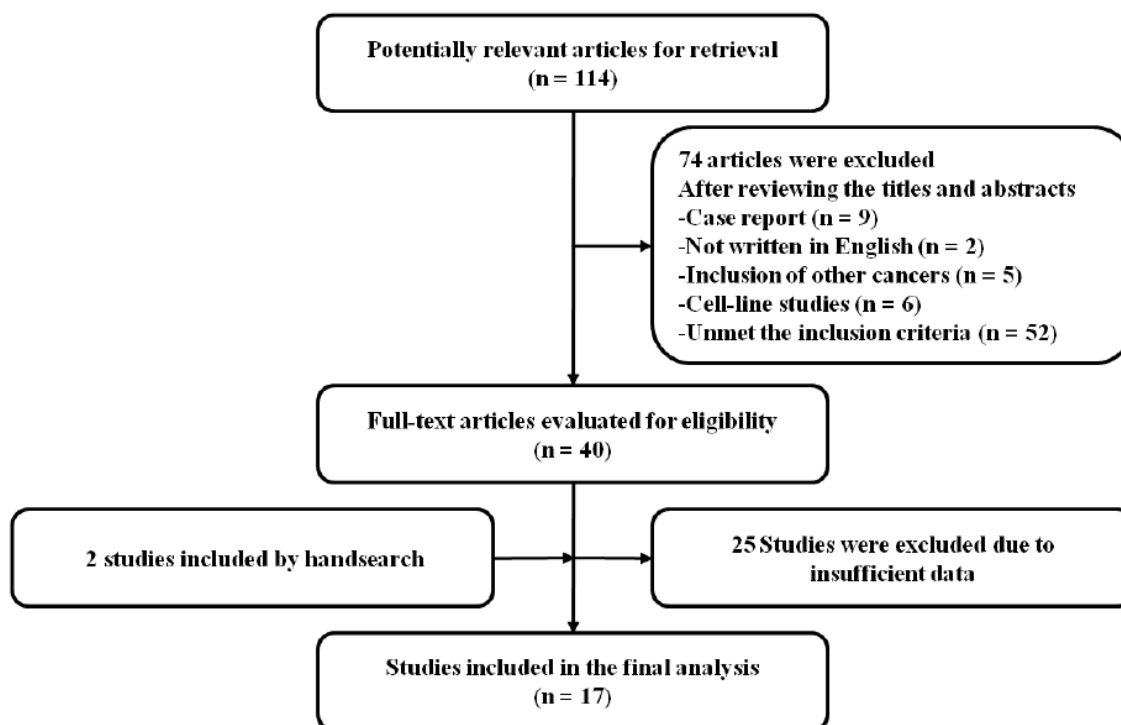 Potentially relevant articles for retrieval
(n = 114)
74 articles were excluded
After reviewing the titles and abstracts
-Case report (n = 9)
-Not written in English (n = 2)
-Inclusion of other cancers (n = 5)
-Cell-line studies (n = 6)
-Unmet the inclusion criteria (n = 52)
Full-text articles evaluated for eligibility
(n = 40)
2 studies included by handsearch
25 Studies were excluded due to
insufficient data
Studies included in the final analysis
(n = 17)